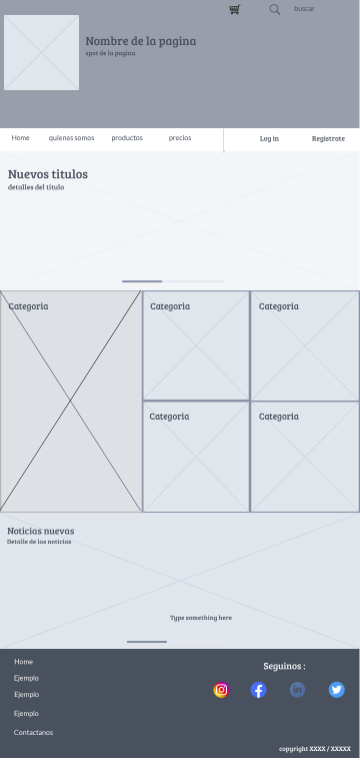 buscar
Nombre de la pagina
spot de la pagina
Home quienes somos productos precios Log in Registrate
Nuevos titulos
detalles del titulo
Categoria Categoria Categoria
Categoria Categoria
Noticias nuevas
Detalle de las noticias
Type something here
Home
Ejemplo
Ejemplo
Ejemplo
Contactanos
Seguinos :
copyright XXXX / XXXXX